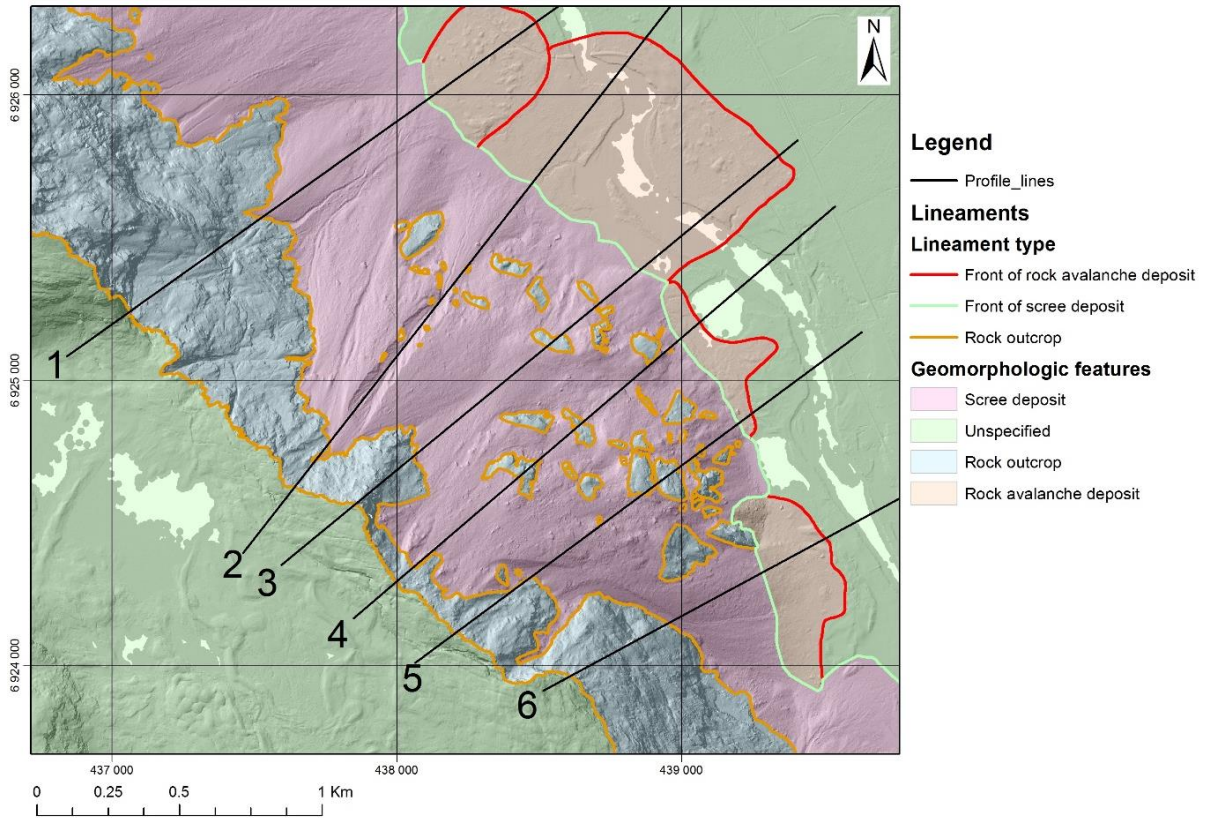 N
6 926 000
6 925 000
6 924 000
1
2
3
4
5
6
437 000
438 000
439 000
0 0.25 0.5 1 Km
Legend
Profile_lines
Lineaments
Lineament type
Front of rock avalanche deposit
Front of scree deposit
Rock outcrop
Geomorphologic features
Scree deposit
Unspecified
Rock outcrop
Rock avalanche deposit